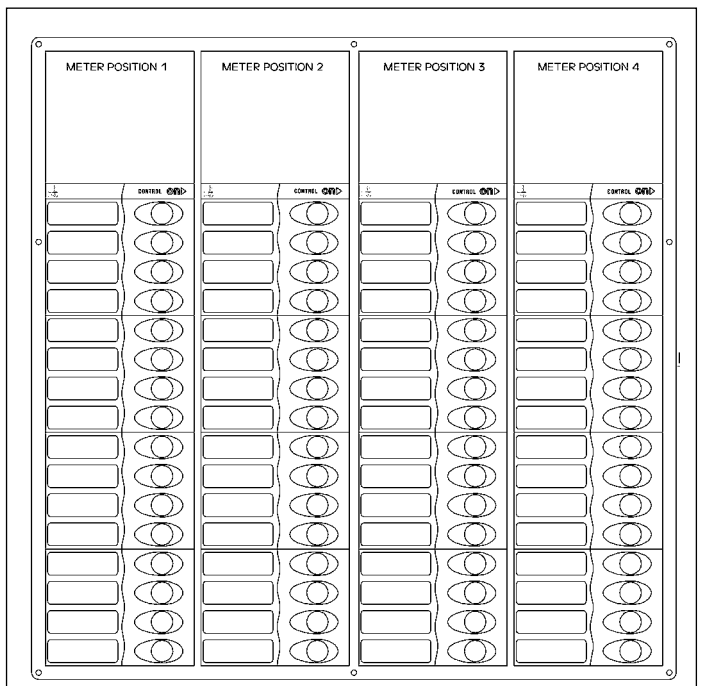 METER POSITION 1
METER POSITION 2
METER POSITION 3
METER POSITION 4
CONTROL ON
CONTROL ON
CONTROL ON
CONTROL ON